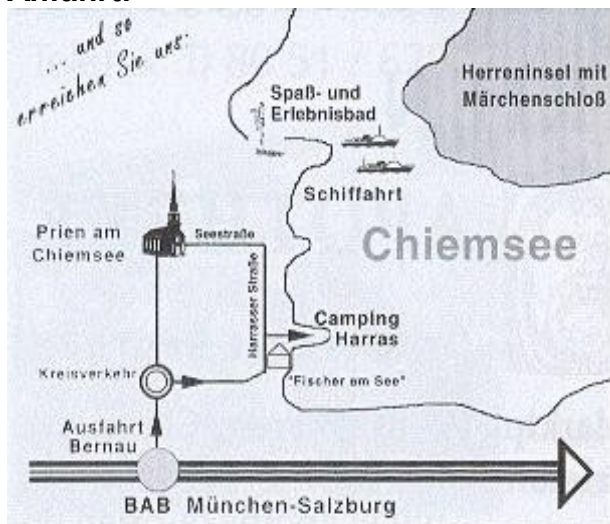 ... und so
erreichen Sie uns:
Herreninsel mit
Märchenschloß
Spaß- und
Erlebnisbad
Schiffahrt
Prien am
Chiemsee
Seestraße
Chiemsee
Harrasser Straße
Camping
Harras
Kreisverkehr
"Fischer am See"
Ausfahrt
Bernau
BAB München-Salzburg